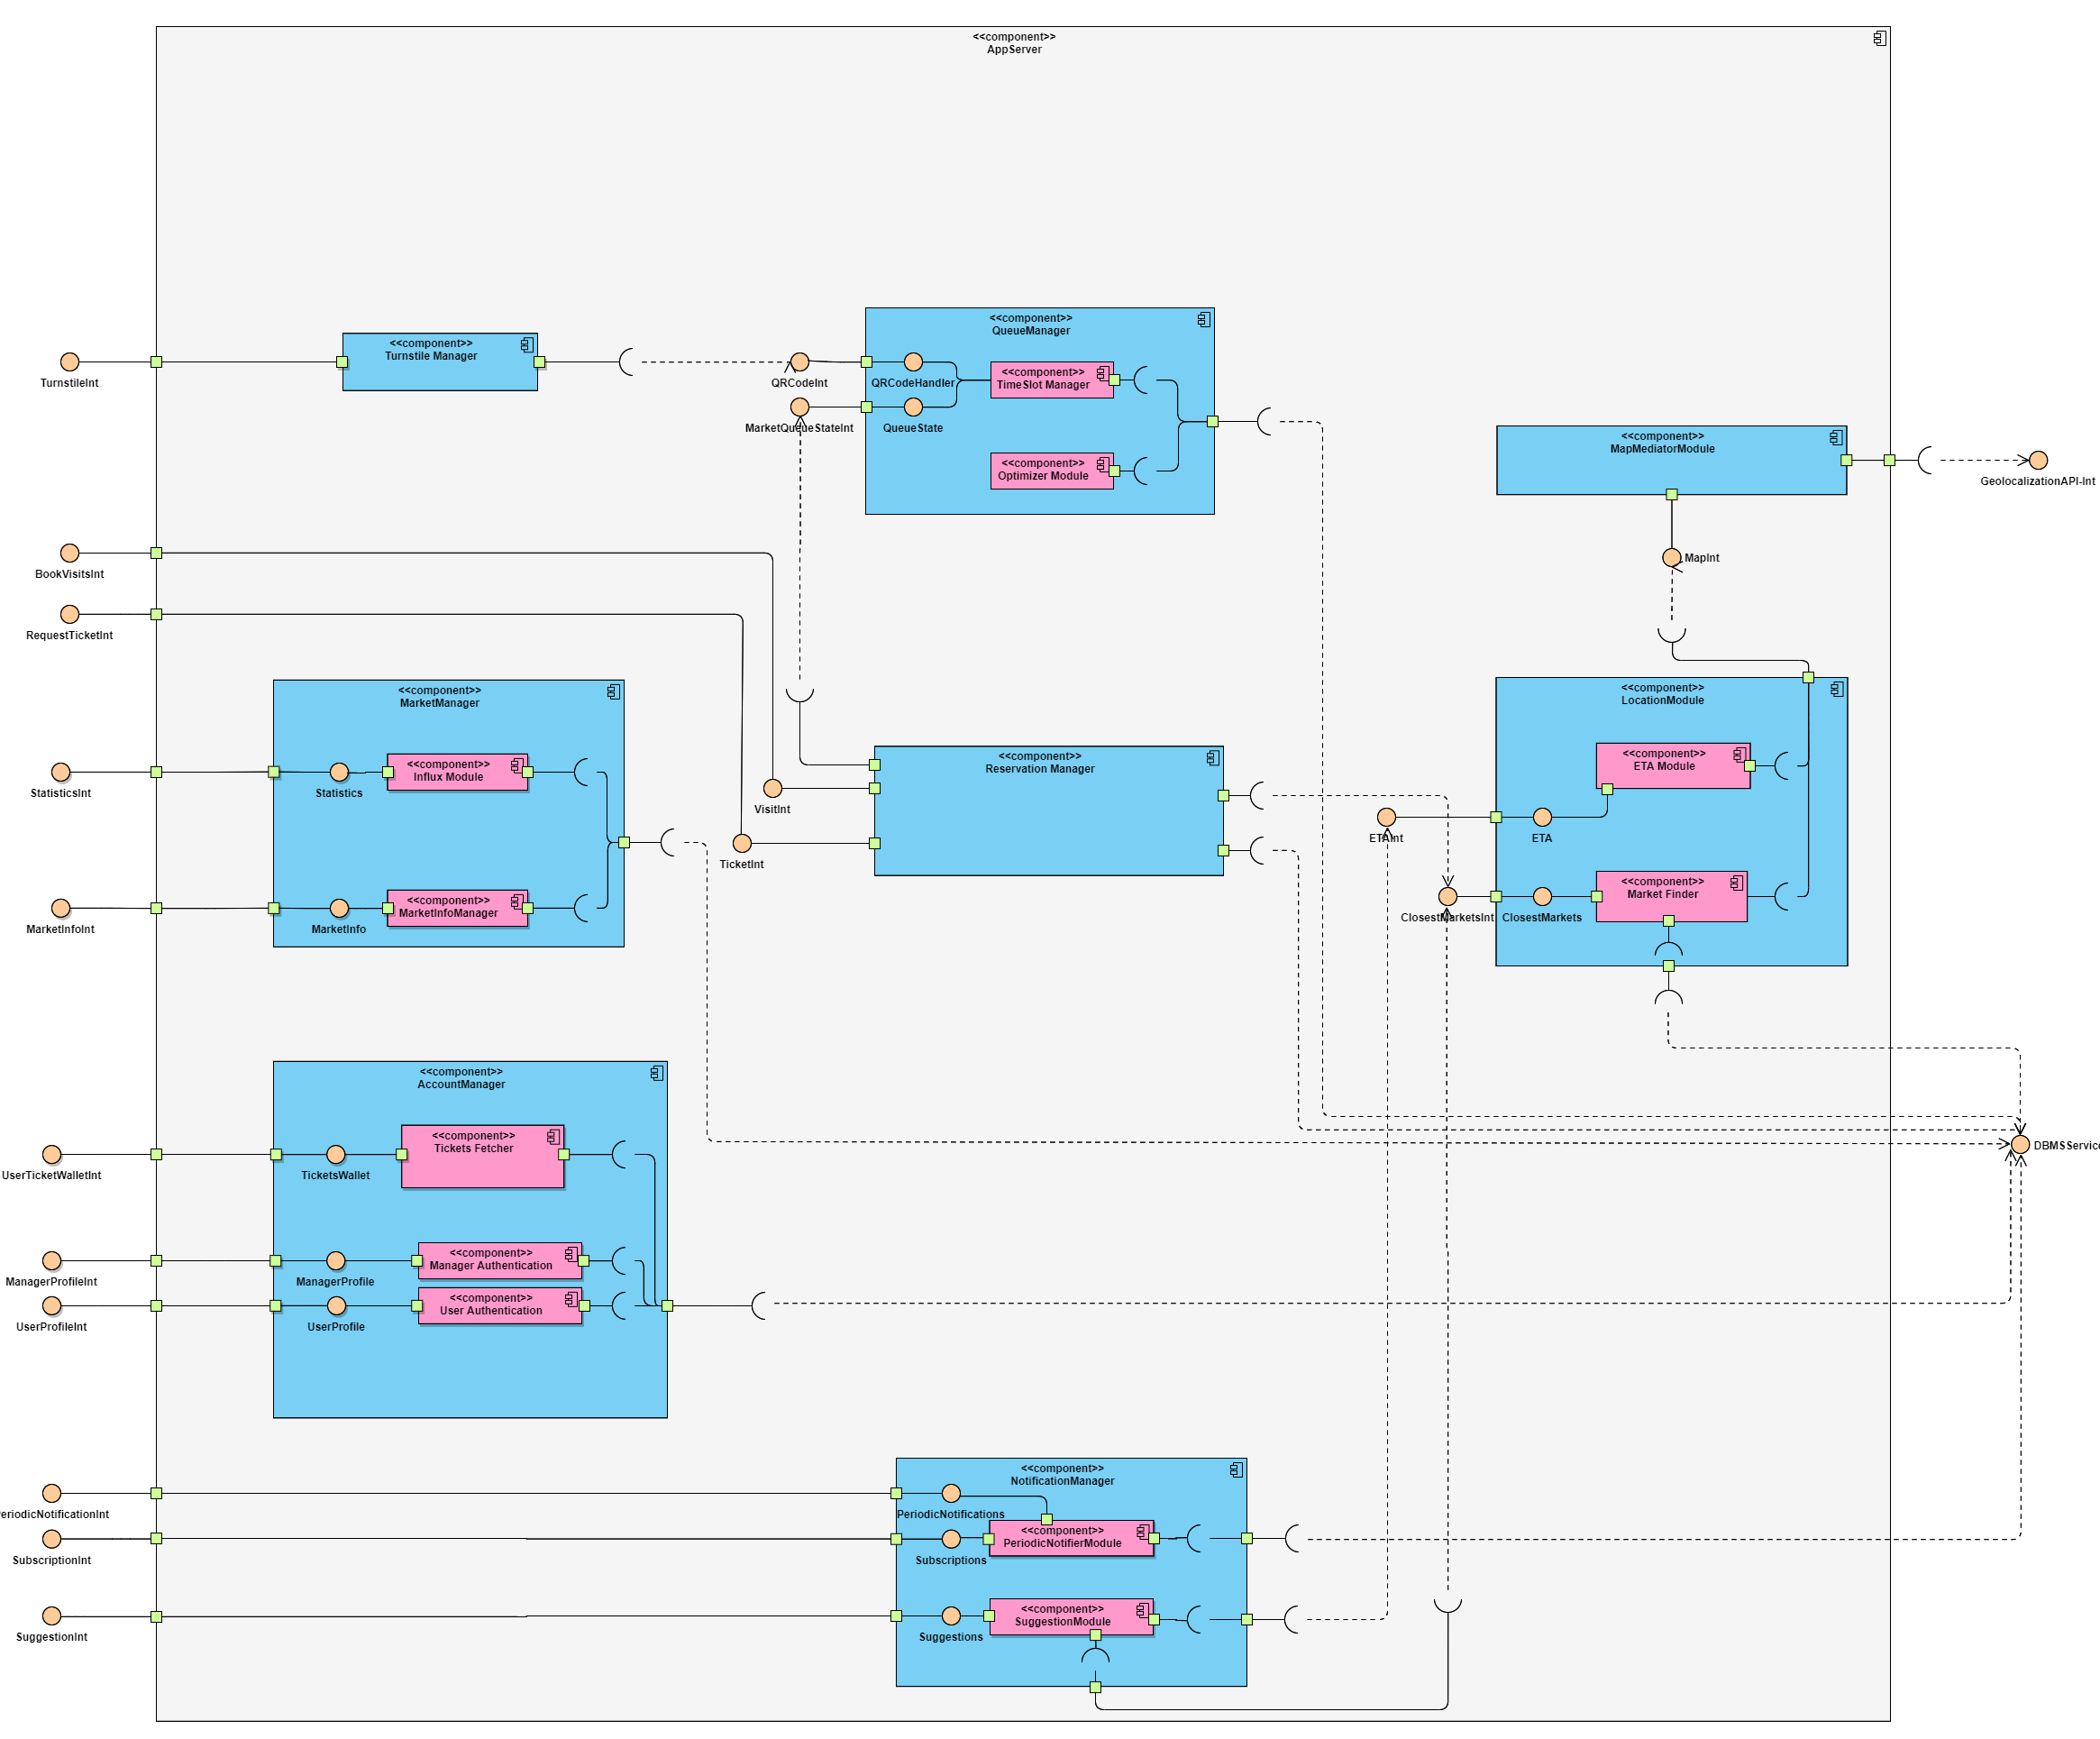 <<component>>
AppServer
<<component>>
QueueManager
<<component>>
Turnstile Manager
TurnstileInt
QRCodeInt
QRCodeHandler
<<component>>
TimeSlot Manager
MarketQueueStateInt
QueueState
<<component>>
Optimizer Module
<<component>>
MapMediatorModule
GeolocalizationAPI-Int
BookVisitsInt
MapInt
RequestTicketInt
<<component>>
MarketManager
<<component>>
LocationModule
<<component>>
Influx Module
Statistics
StatisticsInt
<<component>>
Reservation Manager
<<component>>
ETA Module
VisitInt
TicketInt
ETAInt
ETA
<<component>>
MarketInfoManager
MarketInfo
MarketInfoInt
<<component>>
Market Finder
ClosestMarketsInt
ClosestMarkets
<<component>>
AccountManager
<<component>>
Tickets Fetcher
UserTicketWalletInt
TicketsWallet
DBMSService
<<component>>
Manager Authentication
ManagerProfileInt
ManagerProfile
<<component>>
User Authentication
UserProfileInt
UserProfile
<<component>>
NotificationManager
eriodicNotificationInt
PeriodicNotifications
<<component>>
PeriodicNotifierModule
SubscriptionInt
Subscriptions
<<component>>
SuggestionModule
SuggestionInt
Suggestions